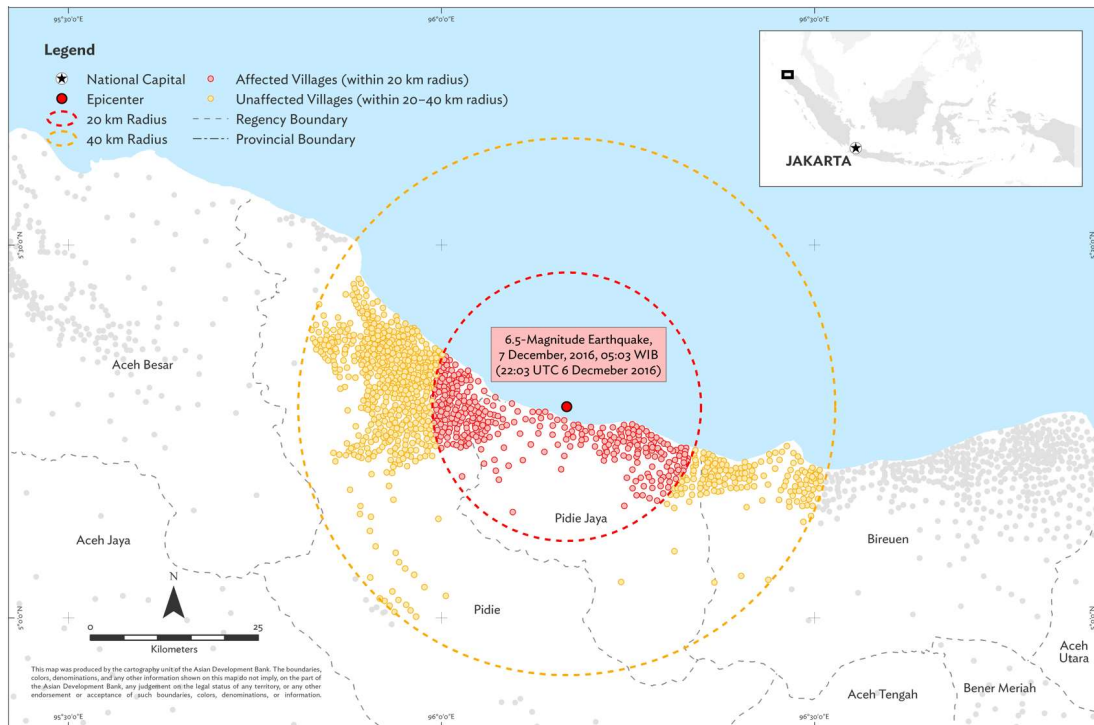 95°30'0"E
96°0'0"E
96°30'0"E
Legend
National Capital
Epicenter
20 km Radius
40 km Radius
Affected Villages (within 20 km radius)
Unaffected Villages (within 20–40 km radius)
Regency Boundary
Provincial Boundary
JAKARTA
6.5-Magnitude Earthquake,
7 December, 2016, 05:03 WIB
(22:03 UTC 6 Decmeber 2016)
Aceh Besar
Pidie Jaya
Aceh Jaya
Bireuen
Pidie
N
0 25
Kilometers
Aceh
Utara
Aceh Tengah
Bener Meriah
This map was produced by the cartography unit of the Asian Development Bank. The boundaries,
colors, denominations, and any other information shown on this map do not imply, on the part of
the Asian Development Bank, any judgement on the legal status of any territory, or any other
endorsement or acceptance of such boundaries, colors, denominations, or information.
5°0'0"N
5°0'0"N
95°30'0"E
96°0'0"E
96°30'0"E